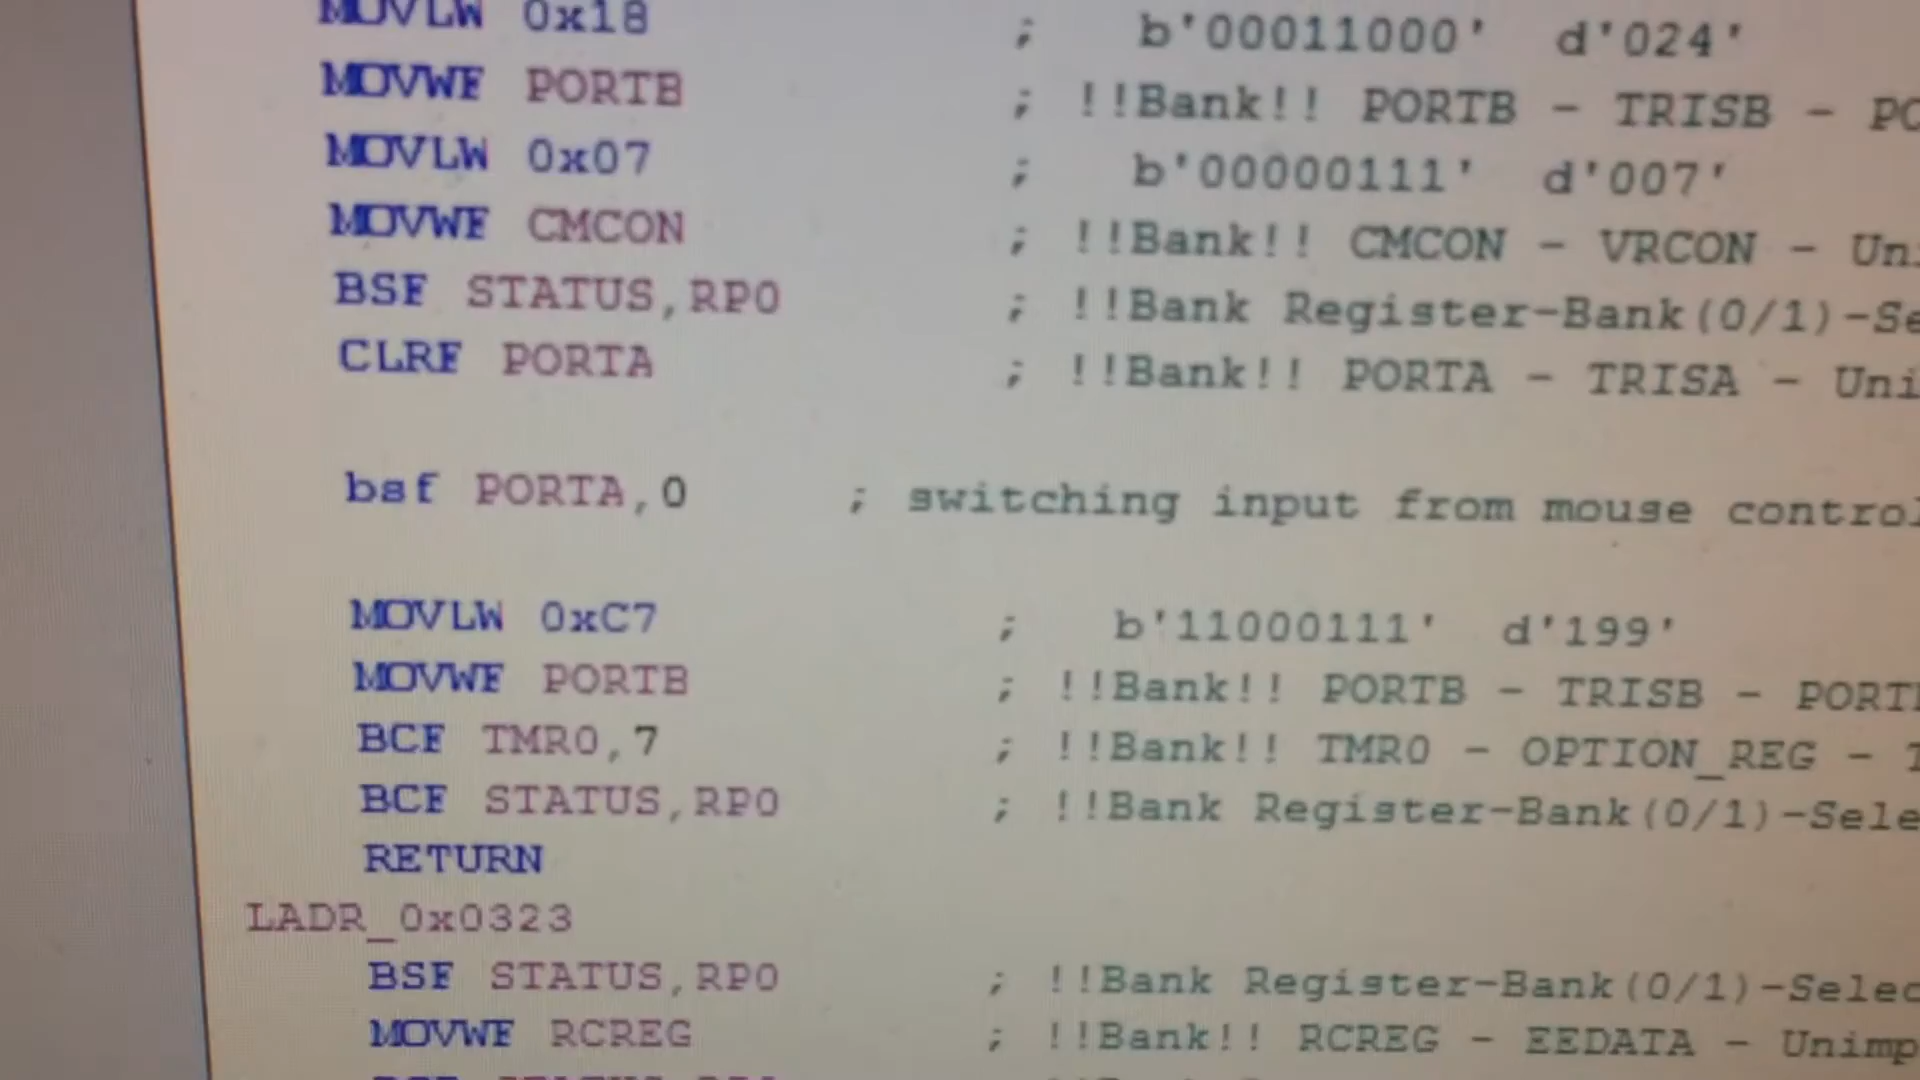 MOVLW 0x18 ; b'00011000' d'024'
MOVWF PORTB ; !!Bank!! PORTB - TRISB -
MOVLW 0x07 ; b'00000111' d'007'
MOVWF CMCON ; !!Bank!! CMCON - VRCON -
BSF STATUS,RP0 ; !!Bank Register-Bank(0/1)-Se
CLRF PORTA ; !!Bank!! PORTA - TRISA - Uni
bsf PORTA,0 ; switching input from mouse control
MOVLW 0xC7 ; b'11000111' d'199'
MOVWF PORTB ; !!Bank!! PORTB - TRISB - PORT
BCF TMR0,7 ; !!Bank!! TMR0 - OPTION_REG -
BCF STATUS,RP0 ; !!Bank Register-Bank(0/1)-Sele
RETURN
LADR_0x0323
BSF STATUS,RP0 ; !!Bank Register-Bank(0/1)-Selec
MOVWF RCREG ; !!Bank!! RCREG - EEDATA - Unimp